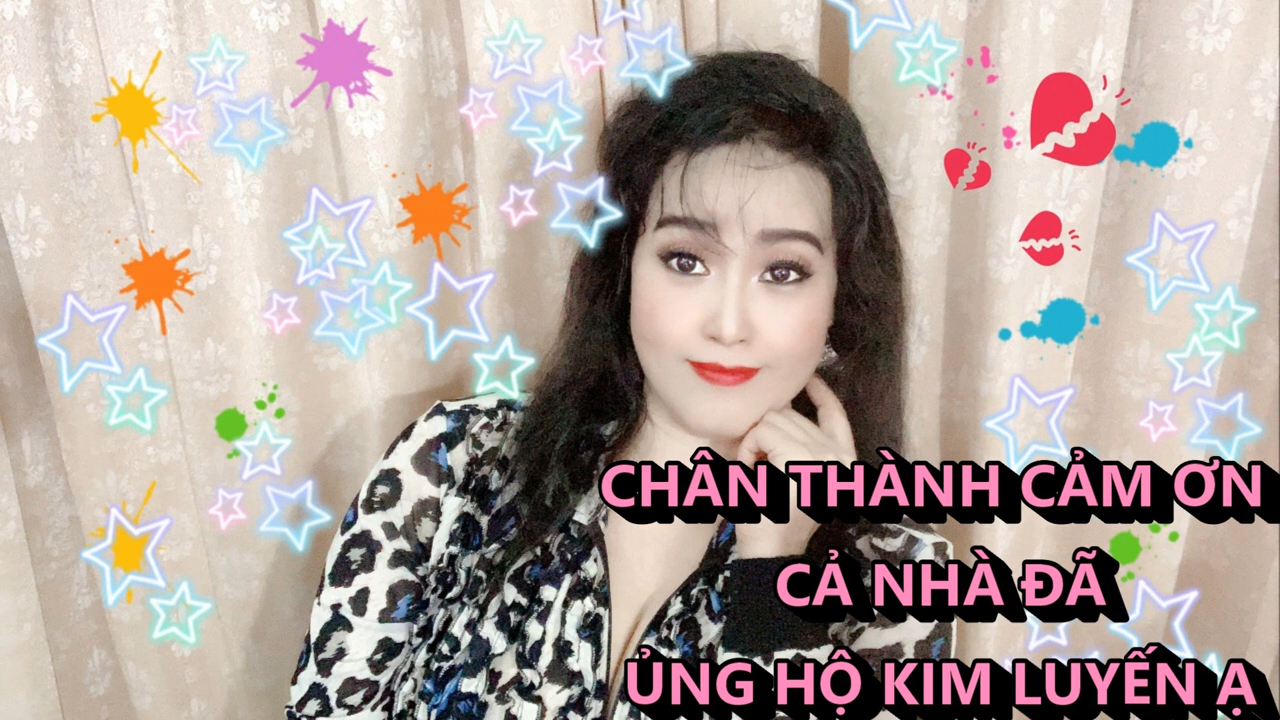 CHÂN THÀNH CẢM ƠN
CẢ NHÀ ĐÃ
ỦNG HỘ KIM LUYẾN Ạ